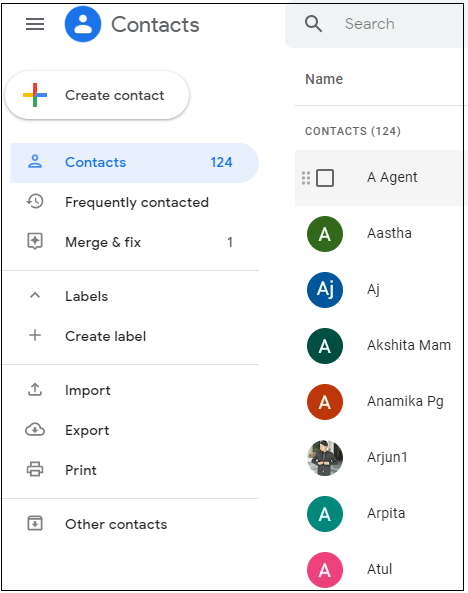 Contacts
Search
Create contact
Contacts 124
Frequently contacted
Merge & fix 1
Labels
Create label
Import
Export
Print
Other contacts
Name
CONTACTS (124)
A Agent
A Aastha
Aj Aj
A Akshita Mam
A Anamika Pg
Arjun1
A Arpita
A Atul